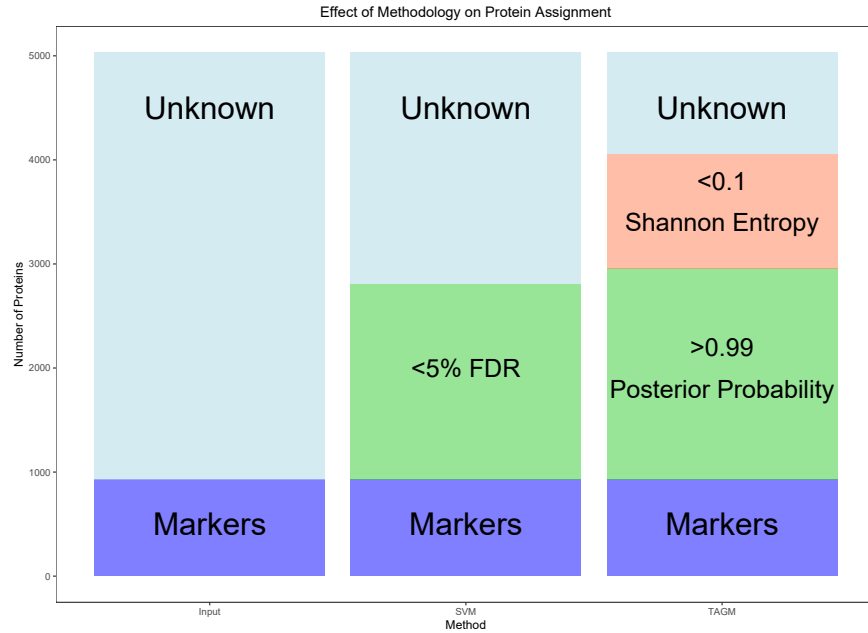 Effect of Methodology on Protein Assignment
Number of Proteins
5000
4000
3000
2000
1000
0
Unknown
Markers
Unknown
<5% FDR
Markers
Unknown
<0.1
Shannon Entropy
>0.99
Posterior Probability
Markers
Input
SVM
TAGM
Method